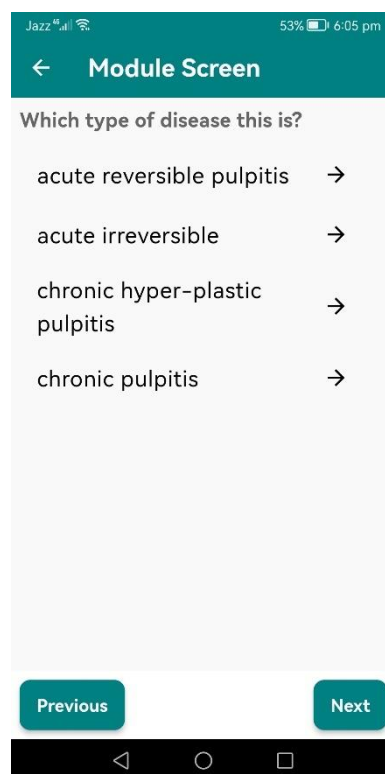 Jazz 53% 6:05 pm
Module Screen
Which type of disease this is?
acute reversible pulpitis
acute irreversible
chronic hyper-plastic
pulpitis
chronic pulpitis
Previous Next